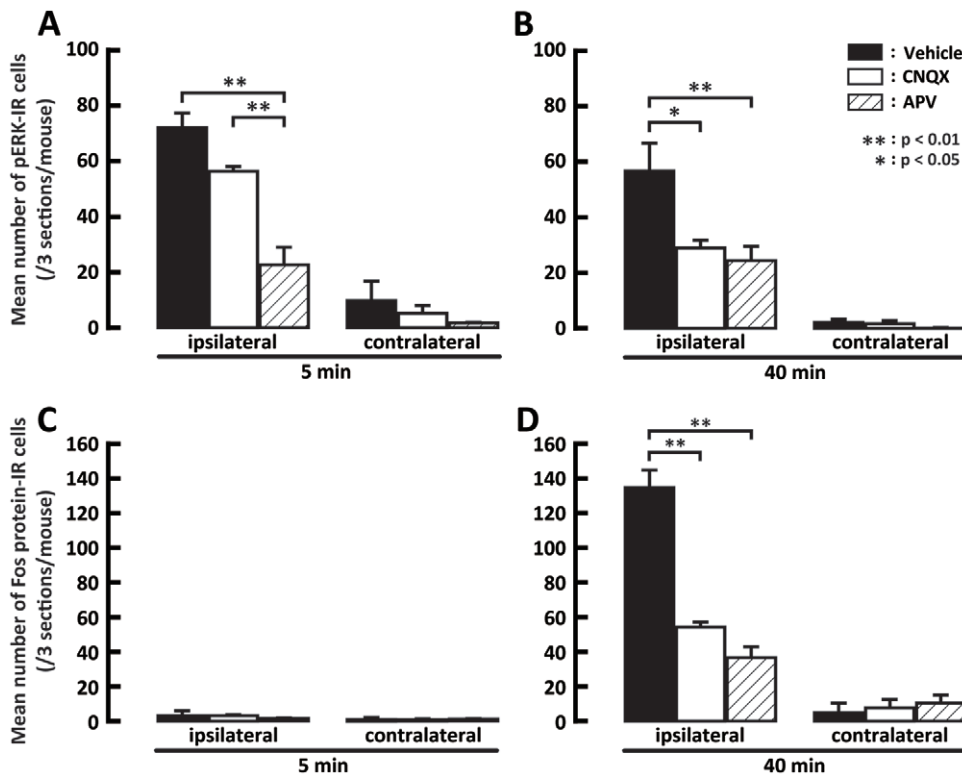 A
Mean number of pERK-IR cells
(/3 sections/mouse)
100
80
60
40
20
0
**
**
ipsilateral
contralateral
5 min
B
100
80
60
40
20
0
**
*
ipsilateral
contralateral
40 min
: Vehicle
: CNQX
: APV
** : p < 0.01
* : p < 0.05
C
Mean number of Fos protein-IR cells
(/3 sections/mouse)
160
140
120
100
80
60
40
20
0
ipsilateral
contralateral
5 min
D
160
140
120
100
80
60
40
20
0
**
**
ipsilateral
contralateral
40 min